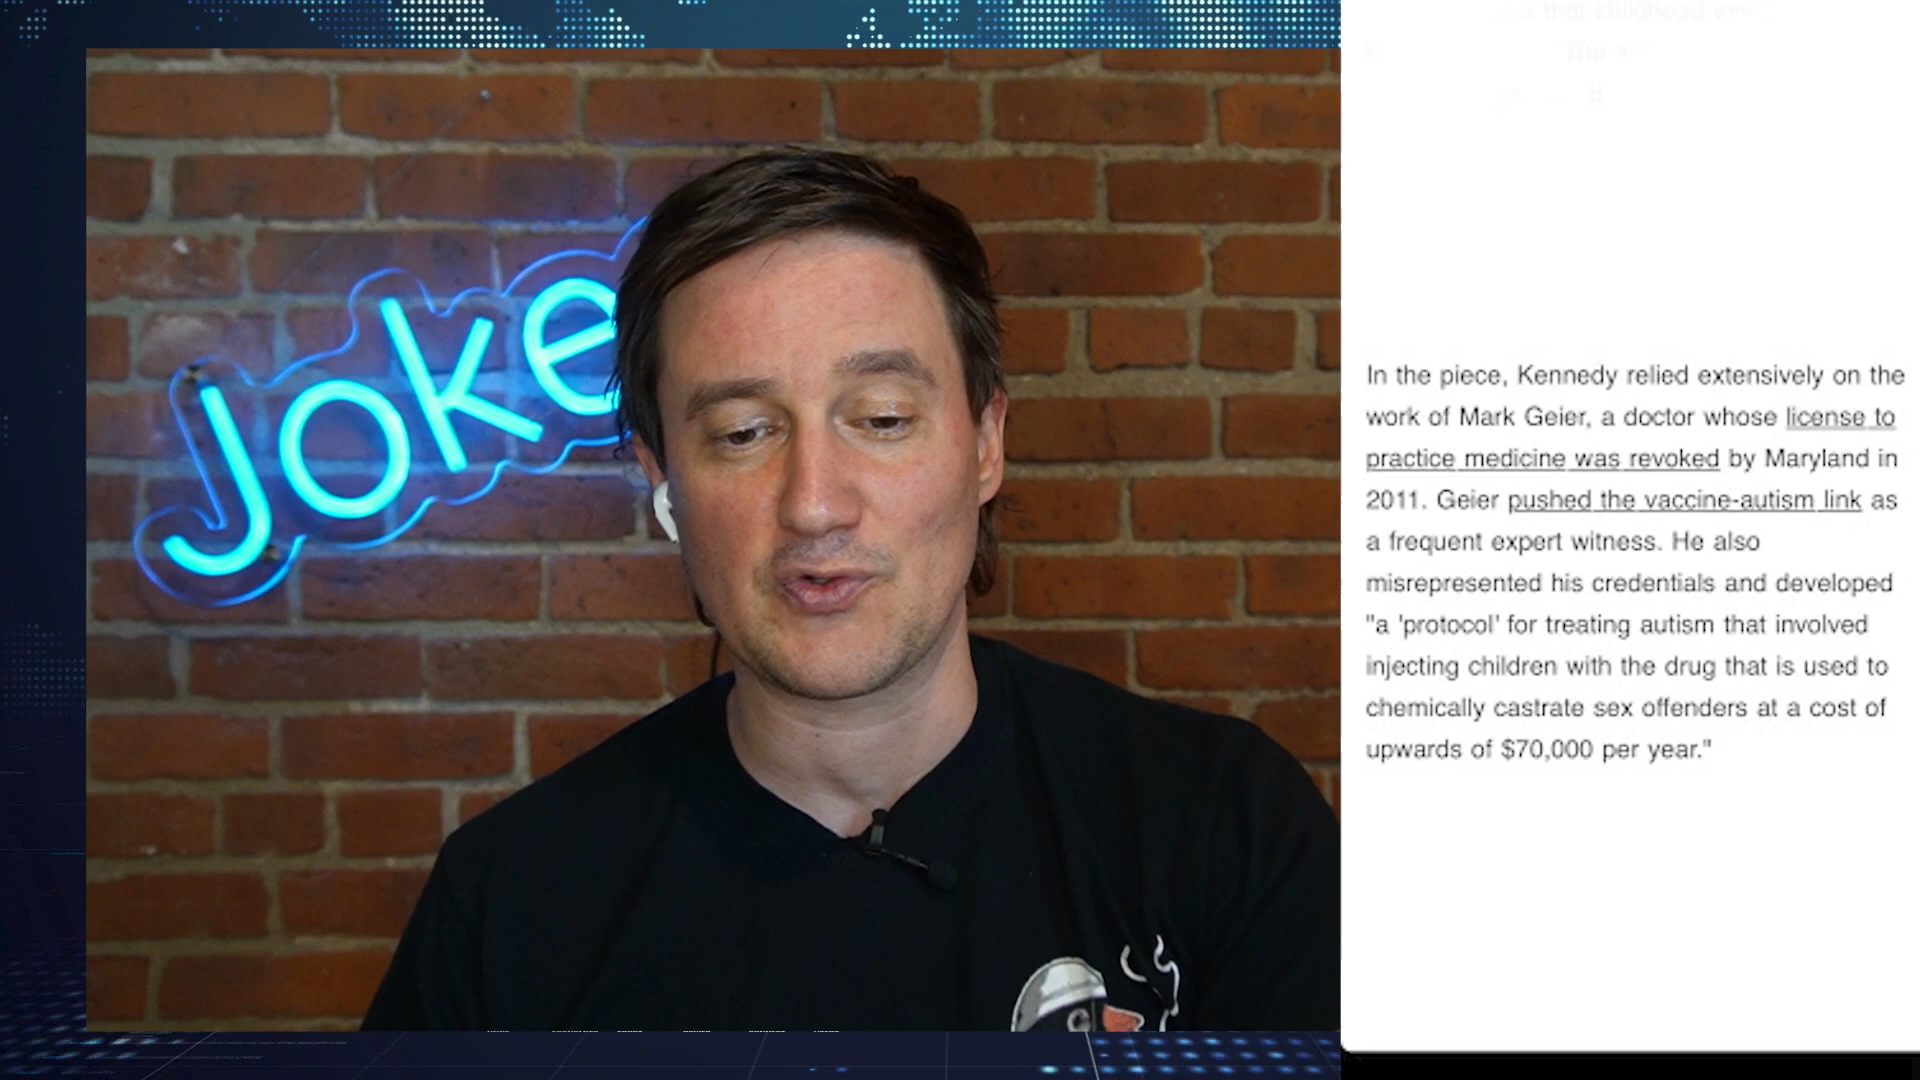 Joke
In the piece, Kennedy relied extensively on the
work of Mark Geier, a doctor whose license to
practice medicine was revoked by Maryland in
2011. Geier pushed the vaccine-autism link as
a frequent expert witness. He also
misrepresented his credentials and developed
"a 'protocol' for treating autism that involved
injecting children with the drug that is used to
chemically castrate sex offenders at a cost of
upwards of $70,000 per year."